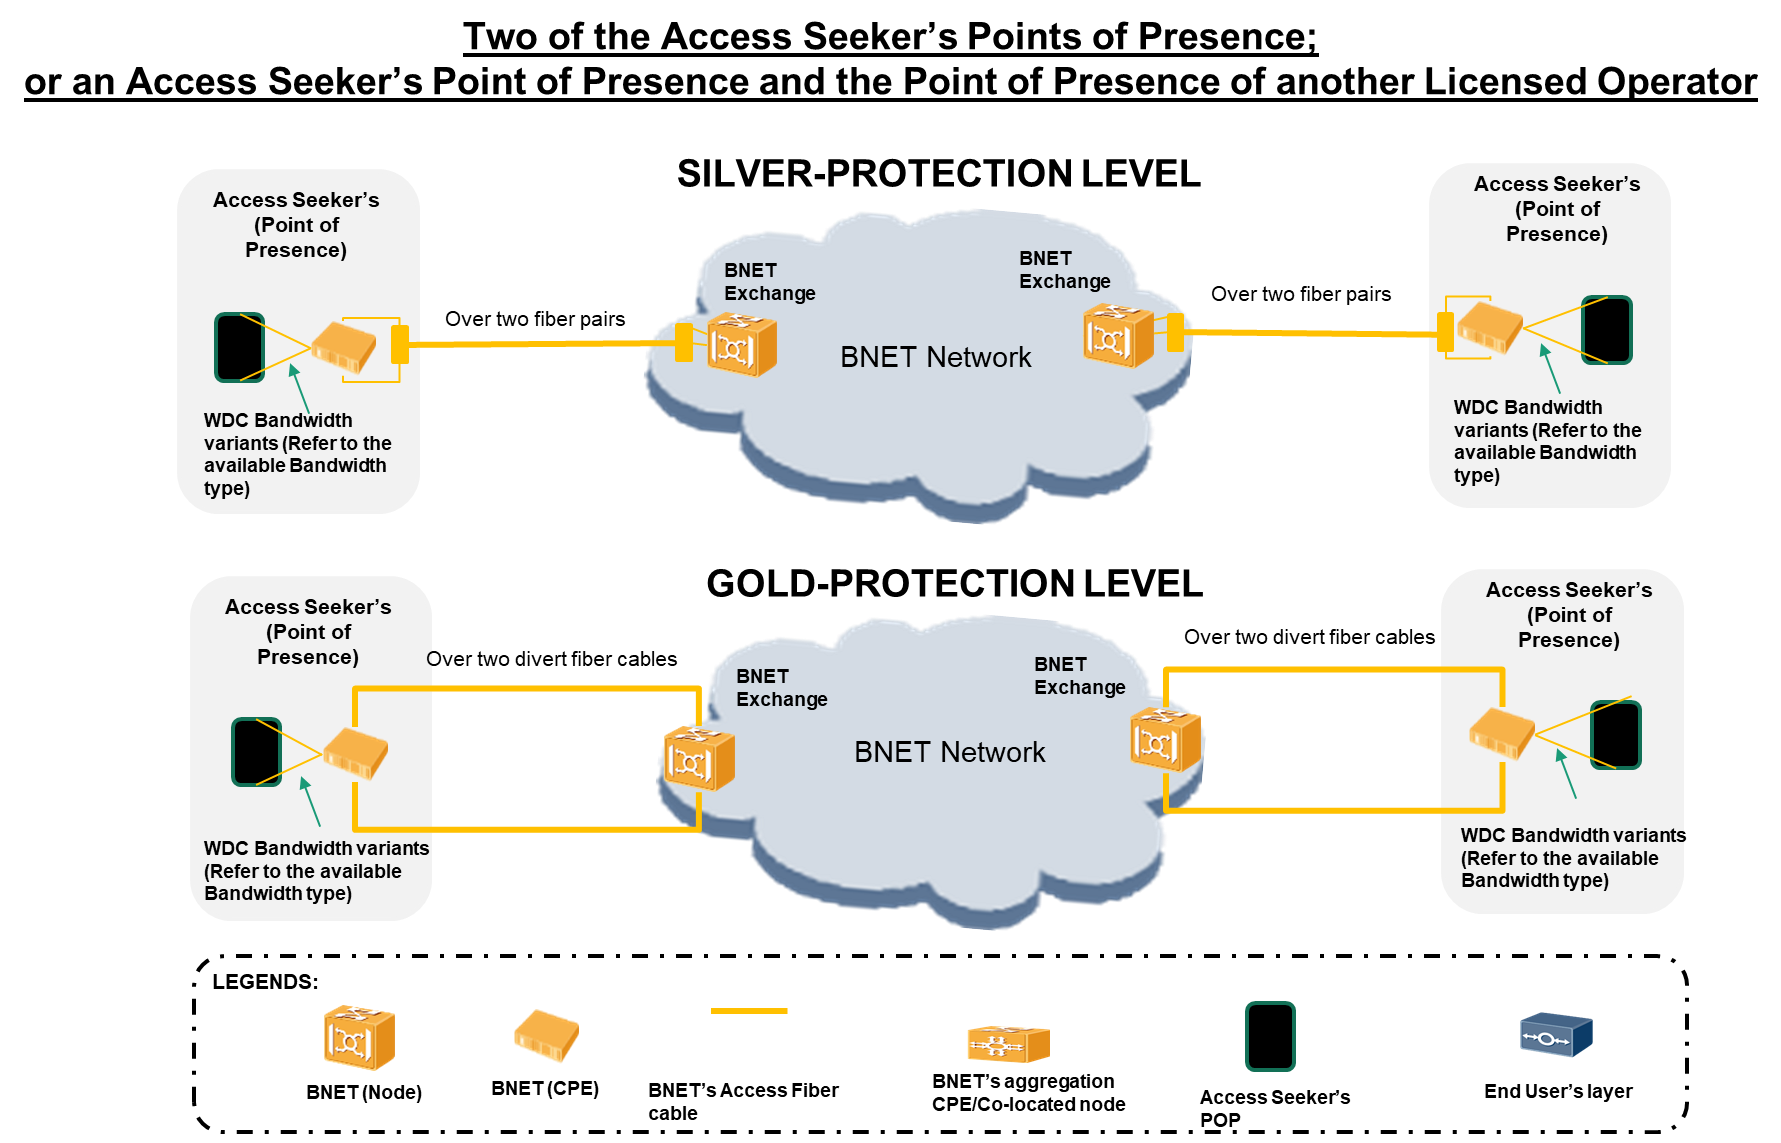 Two of the Access Seeker’s Points of Presence;
or an Access Seeker’s Point of Presence and the Point of Presence of another Licensed Operator
SILVER-PROTECTION LEVEL
Access Seeker’s
(Point of
Presence)
Over two fiber pairs
WDC Bandwidth
variants (Refer to the
available Bandwidth
type)
BNET
Exchange
BNET Network
BNET
Exchange
Over two fiber pairs
Access Seeker’s
(Point of
Presence)
WDC Bandwidth
variants (Refer to the
available Bandwidth
type)
GOLD-PROTECTION LEVEL
Access Seeker’s
(Point of
Presence)
Over two divert fiber cables
WDC Bandwidth variants
(Refer to the available
Bandwidth type)
BNET
Exchange
BNET Network
BNET
Exchange
Over two divert fiber cables
Access Seeker’s
(Point of
Presence)
WDC Bandwidth variants
(Refer to the available
Bandwidth type)
LEGENDS:
BNET (Node)
BNET (CPE)
BNET’s Access Fiber
cable
BNET’s aggregation
CPE/Co-located node
Access Seeker’s
POP
End User’s layer